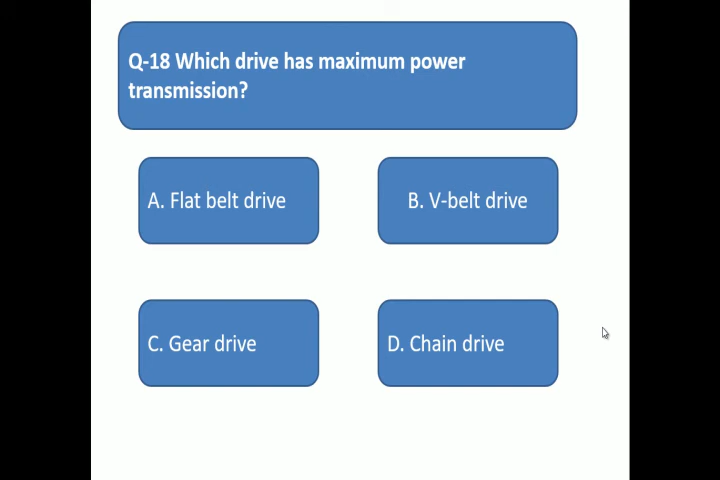 Q-18 Which drive has maximum power
transmission?
A. Flat belt drive
B. V-belt drive
C. Gear drive
D. Chain drive